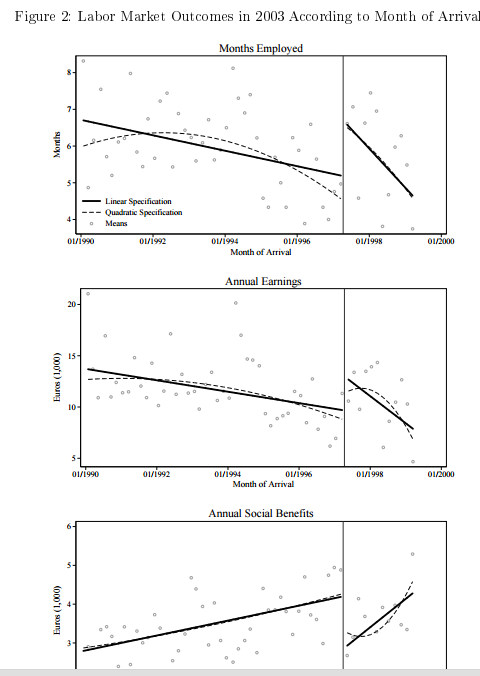 Figure 2: Labor Market Outcomes in 2003 According to Month of Arrival
Months Employed
8
7
6
5
4
Months
Linear Specification
Quadratic Specification
Means
01/1990 01/1992 01/1994 01/1996 01/1998 01/2000
Month of Arrival
Annual Earnings
20
15
10
5
Euros (1,000)
01/1990 01/1992 01/1994 01/1996 01/1998 01/2000
Month of Arrival
Annual Social Benefits
6
5
4
3
Euros (1,000)